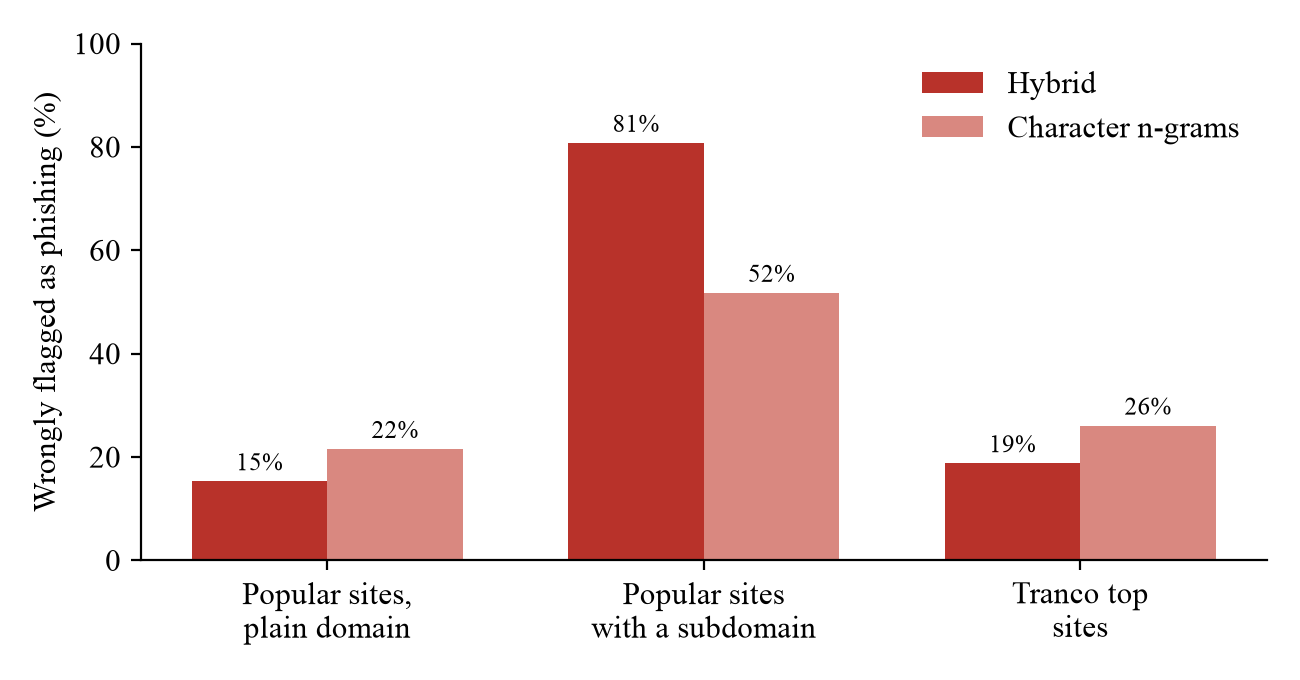 Wrongly flagged as phishing (%)
100
80
60
40
20
0
Hybrid
Character n-grams
15%
22%
81%
52%
19%
26%
Popular sites,
plain domain
Popular sites
with a subdomain
Tranco top
sites